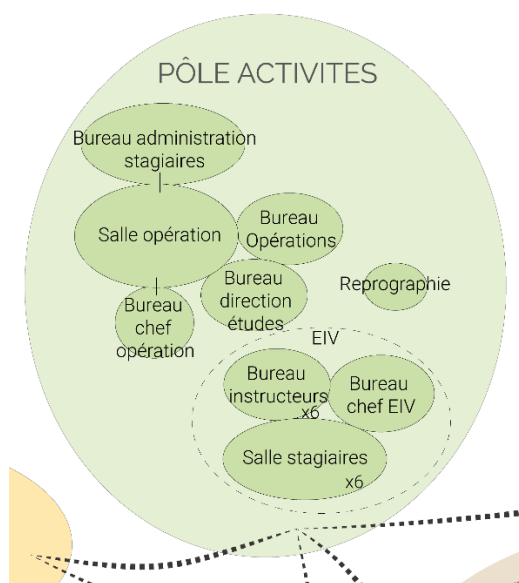 PÔLE ACTIVITES
Bureau administration
stagiaires
Salle opération
Bureau
Opérations
Bureau
direction
études
Bureau
chef
opération
Reprographie
EIV
Bureau
instructeurs
x6
Bureau
chef EIV
Salle stagiaires
x6